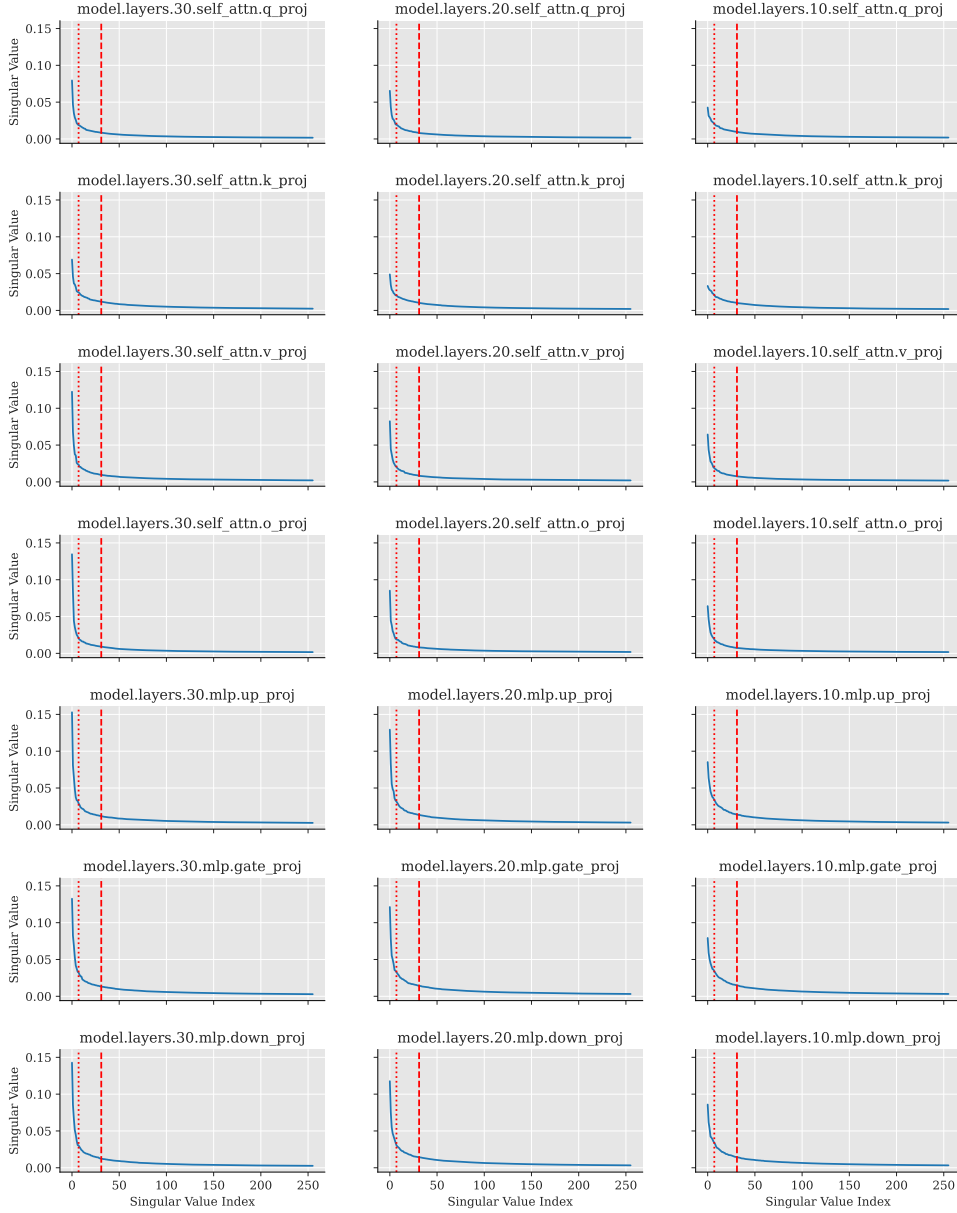 model.layers.30.self_attn.q_proj
model.layers.20.self_attn.q_proj
model.layers.10.self_attn.q_proj
Singular Value
0.15
0.10
0.05
0.00
model.layers.30.self_attn.k_proj
model.layers.20.self_attn.k_proj
model.layers.10.self_attn.k_proj
Singular Value
0.15
0.10
0.05
0.00
model.layers.30.self_attn.v_proj
model.layers.20.self_attn.v_proj
model.layers.10.self_attn.v_proj
Singular Value
0.15
0.10
0.05
0.00
model.layers.30.self_attn.o_proj
model.layers.20.self_attn.o_proj
model.layers.10.self_attn.o_proj
Singular Value
0.15
0.10
0.05
0.00
model.layers.30.mlp.up_proj
model.layers.20.mlp.up_proj
model.layers.10.mlp.up_proj
Singular Value
0.15
0.10
0.05
0.00
model.layers.30.mlp.gate_proj
model.layers.20.mlp.gate_proj
model.layers.10.mlp.gate_proj
Singular Value
0.15
0.10
0.05
0.00
model.layers.30.mlp.down_proj
model.layers.20.mlp.down_proj
model.layers.10.mlp.down_proj
Singular Value
0.15
0.10
0.05
0.00
0 50 100 150 200 250
0 50 100 150 200 250
0 50 100 150 200 250
Singular Value Index
Singular Value Index
Singular Value Index